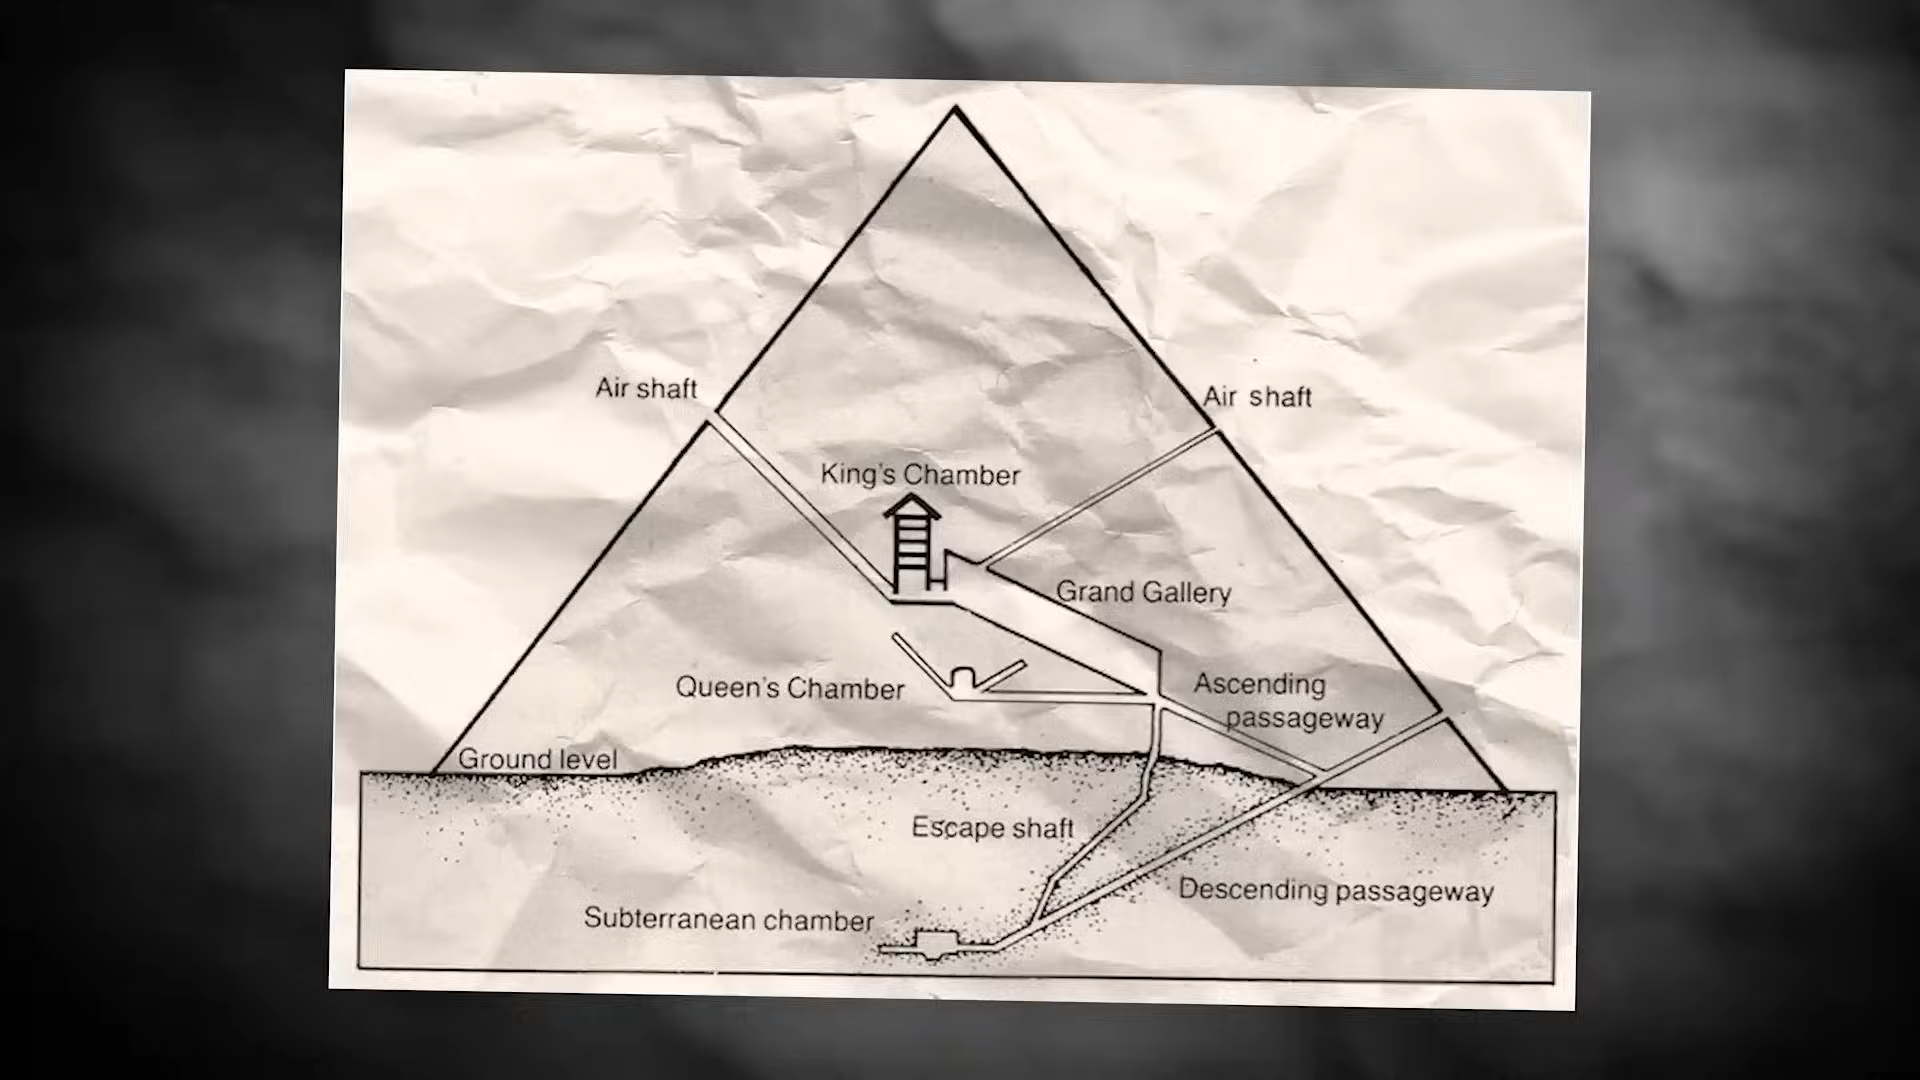 Air shaft
Air shaft
King's Chamber
Grand Gallery
Queen's Chamber
Ascending
passageway
Ground level
Escape shaft
Descending passageway
Subterranean chamber